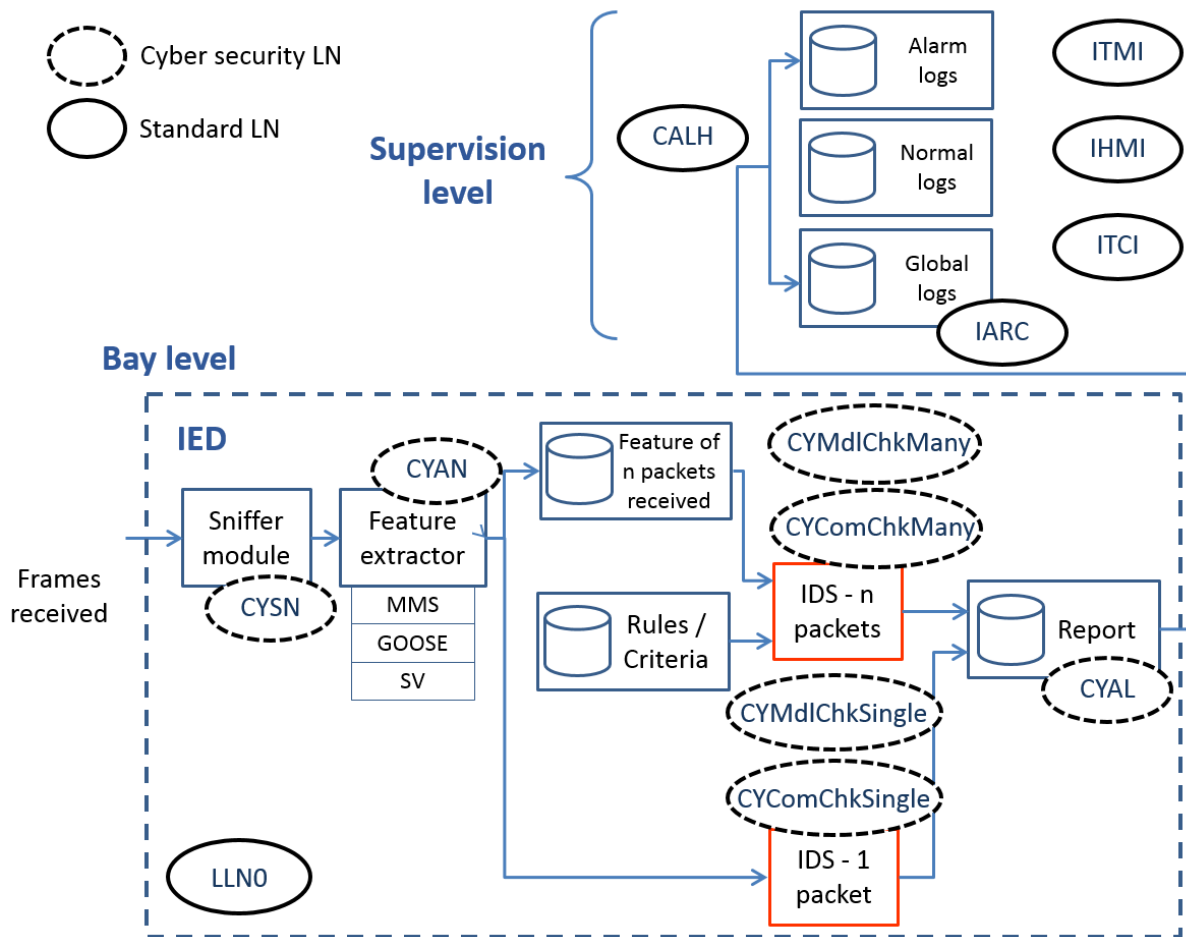 Cyber security LN
Standard LN
Supervision
level
CALH
Alarm
logs
Normal
logs
Global
logs
ITMI
IHMI
ITCI
IARC
Bay level
IED
Frames
received
Sniffer
module
CYSN
CYAN
Feature
extractor
MMS
GOOSE
SV
Feature of
n packets
received
Rules /
Criteria
CYMdlChkMany
CYComChkMany
IDS - n
packets
CYMdlChkSingle
CYComChkSingle
IDS - 1
packet
Report
CYAL
LLN0